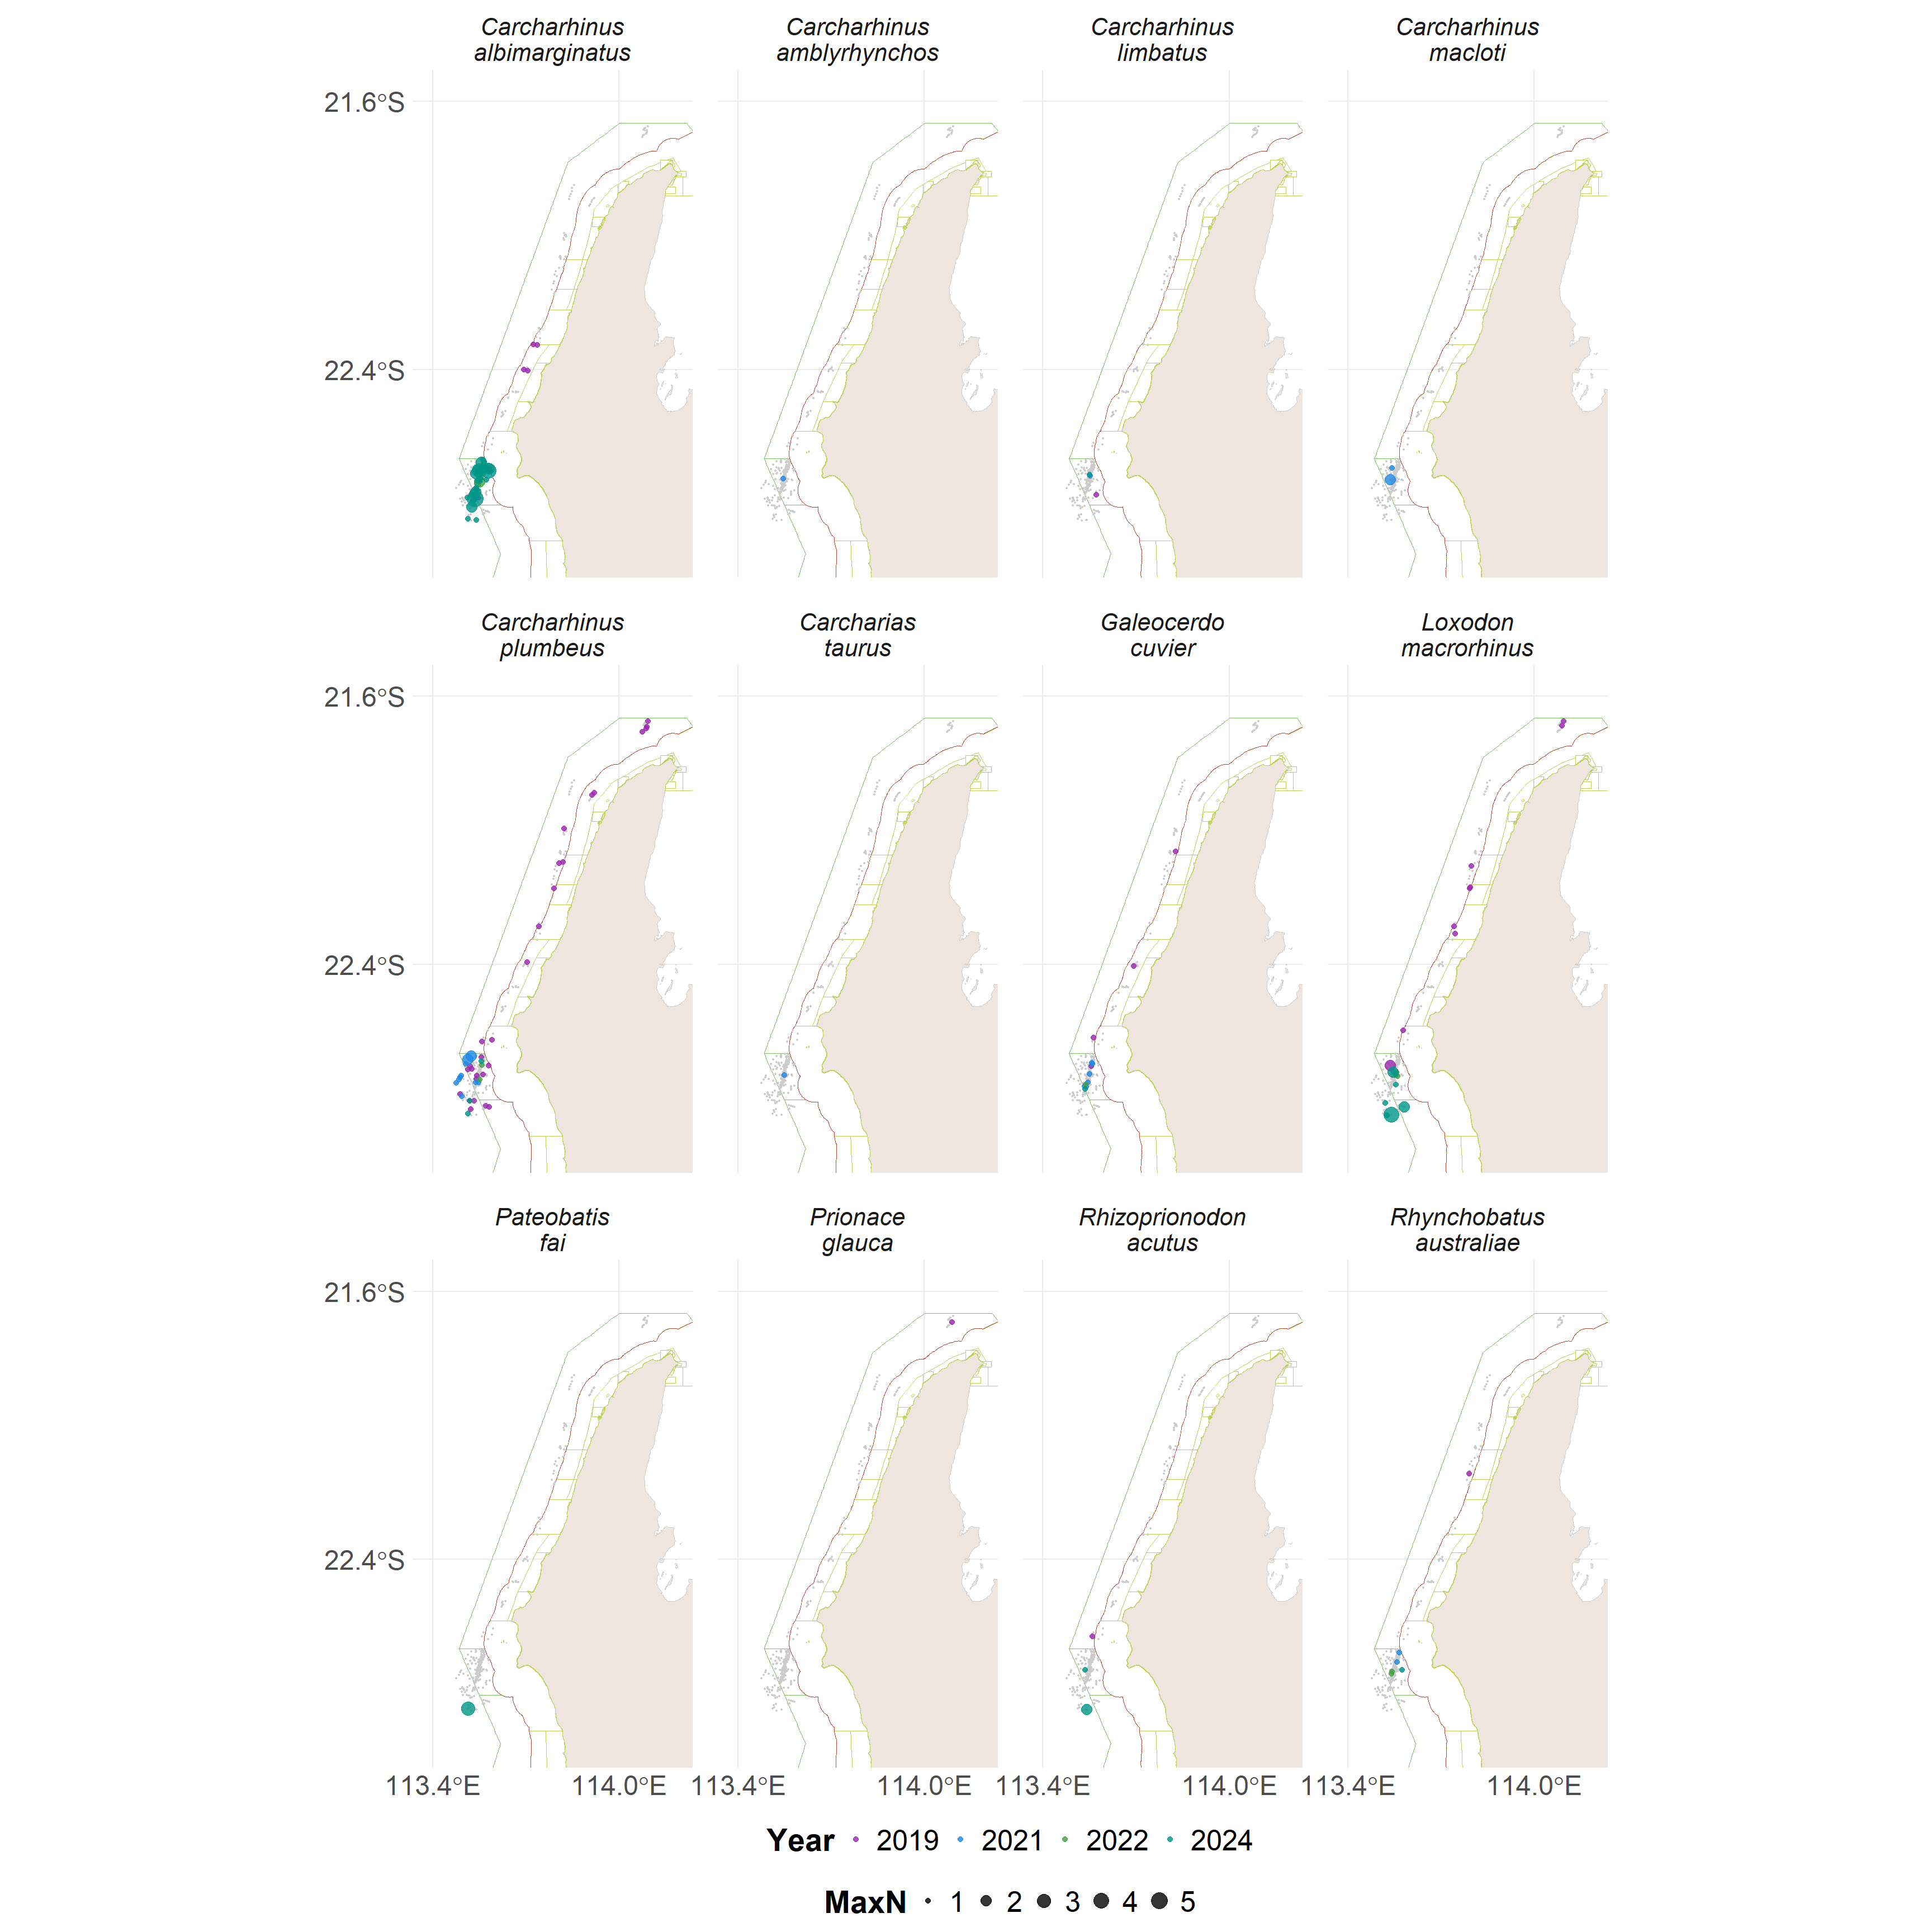 Carcharhinus Carcharhinus Carcharhinus Carcharhinus
albimarginatus amblyrhynchos limbatus macloti
21.6°S
22.4°S
Carcharhinus Carcharias Galeocerdo Loxodon
plumbeus taurus cuvier macrorhinus
21.6°S
22.4°S
Pateobatis Prionace Rhizoprionodon Rhynchobatus
fai glauca acutus australiae
21.6°S
22.4°S
113.4°E 114.0°E 113.4°E 114.0°E 113.4°E 114.0°E 113.4°E 114.0°E
Year 2019 2021 2022 2024
MaxN 1 2 3 4 5